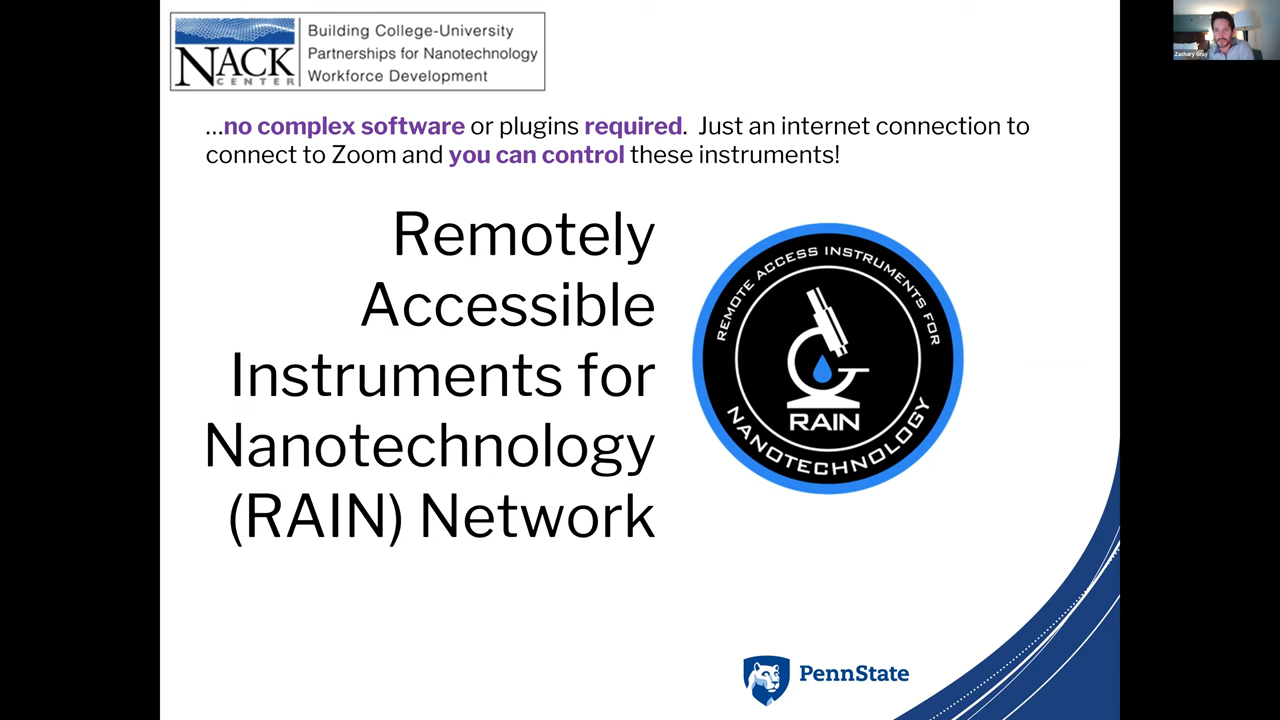 NACK
CENTER
Building College-University
Partnerships for Nanotechnology
Workforce Development
Zachary Gray
...no complex software or plugins required. Just an internet connection to
connect to Zoom and you can control these instruments!
Remotely
Accessible
Instruments for
Nanotechnology
(RAIN) Network
REMOTE ACCESS INSTRUMENTS FOR
RAIN
NANOTECHNOLOGY
PennState